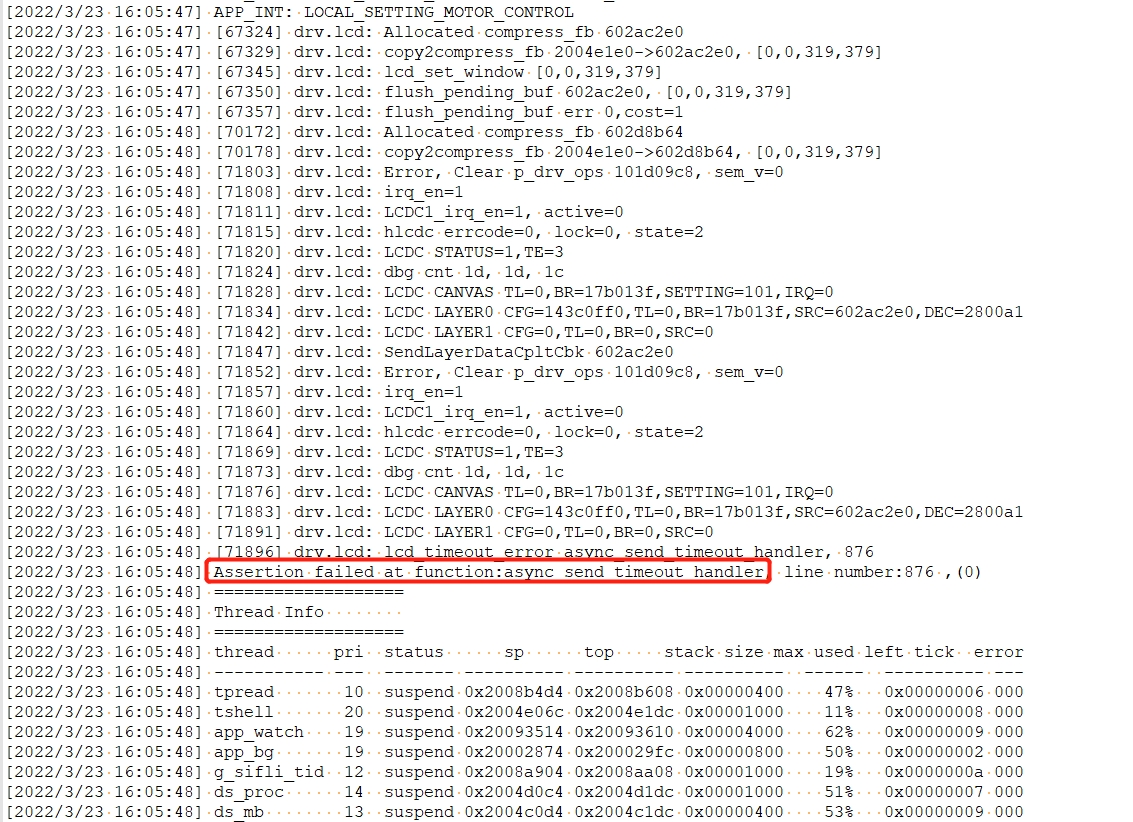 [2022/3/23 16:05:47] APP_INT: LOCAL_SETTING_MOTOR_CONTROL
[2022/3/23 16:05:47] [67324] drv.lcd: Allocated compress_fb 602ac2e0
[2022/3/23 16:05:47] [67329] drv.lcd: copy2compress_fb 2004e1e0->602ac2e0, [0,0,319,379]
[2022/3/23 16:05:47] [67345] drv.lcd: lcd_set_window [0,0,319,379]
[2022/3/23 16:05:47] [67350] drv.lcd: flush_pending_buf 602ac2e0, [0,0,319,379]
[2022/3/23 16:05:47] [67357] drv.lcd: flush_pending_buf err 0,cost=1
[2022/3/23 16:05:48] [70172] drv.lcd: Allocated compress_fb 602d8b64
[2022/3/23 16:05:48] [70178] drv.lcd: copy2compress_fb 2004e1e0->602d8b64, [0,0,319,379]
[2022/3/23 16:05:48] [71803] drv.lcd: Error, Clear p_drv_ops 101d09c8, sem_v=0
[2022/3/23 16:05:48] [71808] drv.lcd: irq_en=1
[2022/3/23 16:05:48] [71811] drv.lcd: LCDC1_irq_en=1, active=0
[2022/3/23 16:05:48] [71815] drv.lcd: hlcdc errcode=0, lock=0, state=2
[2022/3/23 16:05:48] [71820] drv.lcd: LCDC STATUS=1,TE=3
[2022/3/23 16:05:48] [71824] drv.lcd: dbg cnt 1d, 1d, 1c
[2022/3/23 16:05:48] [71828] drv.lcd: LCDC CANVAS TL=0,BR=17b013f,SETTING=101,IRQ=0
[2022/3/23 16:05:48] [71834] drv.lcd: LCDC LAYER0 CFG=143c0ff0,TL=0,BR=17b013f,SRC=602ac2e0,DEC=2800a1
[2022/3/23 16:05:48] [71842] drv.lcd: LCDC LAYER1 CFG=0,TL=0,BR=0,SRC=0
[2022/3/23 16:05:48] [71847] drv.lcd: SendLayerDataCpltCbk 602ac2e0
[2022/3/23 16:05:48] [71852] drv.lcd: Error, Clear p_drv_ops 101d09c8, sem_v=0
[2022/3/23 16:05:48] [71857] drv.lcd: irq_en=1
[2022/3/23 16:05:48] [71860] drv.lcd: LCDC1_irq_en=1, active=0
[2022/3/23 16:05:48] [71864] drv.lcd: hlcdc errcode=0, lock=0, state=2
[2022/3/23 16:05:48] [71869] drv.lcd: LCDC STATUS=1,TE=3
[2022/3/23 16:05:48] [71873] drv.lcd: dbg cnt 1d, 1d, 1c
[2022/3/23 16:05:48] [71876] drv.lcd: LCDC CANVAS TL=0,BR=17b013f,SETTING=101,IRQ=0
[2022/3/23 16:05:48] [71883] drv.lcd: LCDC LAYER0 CFG=143c0ff0,TL=0,BR=17b013f,SRC=602ac2e0,DEC=2800a1
[2022/3/23 16:05:48] [71891] drv.lcd: LCDC LAYER1 CFG=0,TL=0,BR=0,SRC=0
[2022/3/23 16:05:48] [71896] drv.lcd: lcd_timeout_error async_send_timeout_handler, 876
[2022/3/23 16:05:48] Assertion failed at function:async_send_timeout_handler, line number:876 ,(0)
[2022/3/23 16:05:48] ===================
[2022/3/23 16:05:48] Thread Info
[2022/3/23 16:05:48] ===================
[2022/3/23 16:05:48] thread pri status sp top stack size max used left tick error
[2022/3/23 16:05:48] ----------- --- ------- ---------- ---------- ---------- ------ ---------- ---
[2022/3/23 16:05:48] tpread 10 suspend 0x2008b4d4 0x2008b608 0x00000400 47% 0x00000006 000
[2022/3/23 16:05:48] tshell 20 suspend 0x2004e06c 0x2004e1dc 0x00001000 11% 0x00000008 000
[2022/3/23 16:05:48] app_watch 19 suspend 0x20093514 0x20093610 0x00004000 62% 0x00000009 000
[2022/3/23 16:05:48] app_bg 19 suspend 0x20002874 0x200029fc 0x00000800 50% 0x00000002 000
[2022/3/23 16:05:48] g_sifli_tid 12 suspend 0x2008a904 0x2008aa08 0x00001000 19% 0x0000000a 000
[2022/3/23 16:05:48] ds_proc 14 suspend 0x2004d0c4 0x2004d1dc 0x00001000 51% 0x00000007 000
[2022/3/23 16:05:48] ds_mb 13 suspend 0x2004c0d4 0x2004c1dc 0x00000400 53% 0x00000009 000